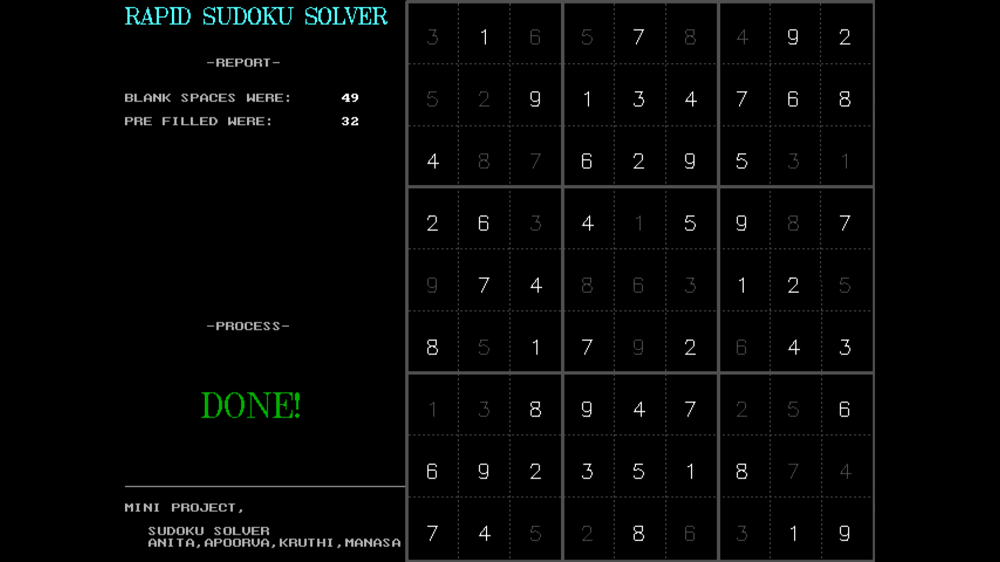 RAPID SUDOKU SOLVER
-REPORT-
BLANK SPACES WERE: 49
PRE FILLED WERE: 32
-PROCESS-
DONE!
MINI PROJECT,
SUDOKU SOLVER
ANITA,APOORVA,KRUTHI,MANASA
3 1 6 5 7 8 4 9 2
5 2 9 1 3 4 7 6 8
4 8 7 6 2 9 5 3 1
2 6 3 4 1 5 9 8 7
9 7 4 8 6 3 1 2 5
8 5 1 7 9 2 6 4 3
1 3 8 9 4 7 2 5 6
6 9 2 3 5 1 8 7 4
7 4 5 2 8 6 3 1 9